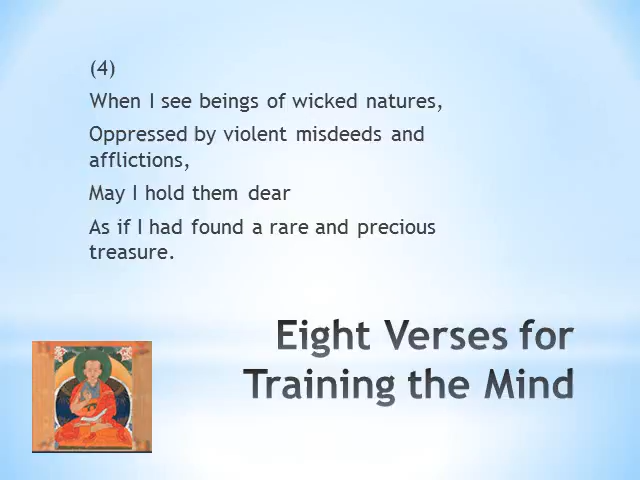 (4)
When I see beings of wicked natures,
Oppressed by violent misdeeds and
afflictions,
May I hold them dear
As if I had found a rare and precious
treasure.
Eight Verses for
Training the Mind